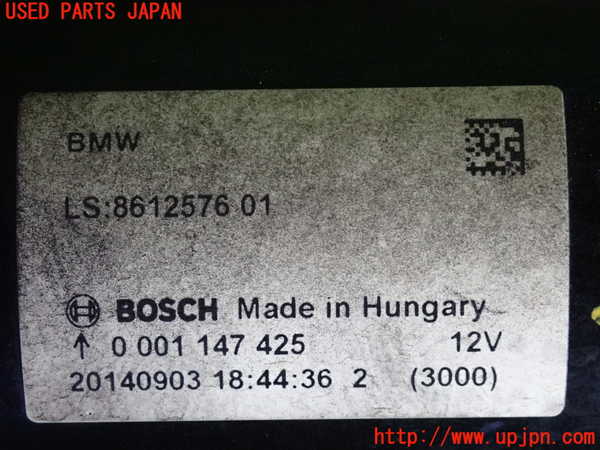 USED PARTS JAPAN
BMW
LS:8612576 01
BOSCH Made in Hungary
↑ 0 001 147 425 12V
20140903 18:44:36 2 (3000)
http://www.upjpn.com/